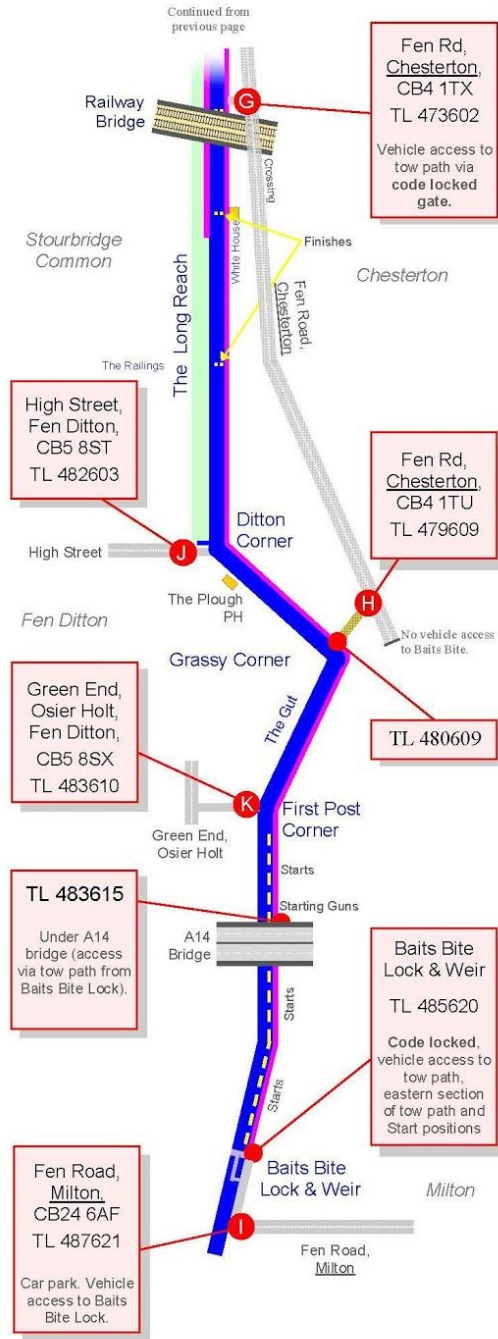 Continued from
previous page
Fen Rd,
Chesterton,
CB4 1TX
TL 473602
Vehicle access to
tow path via
code locked
gate.
G
Railway
Bridge
Crossing
Stourbridge
Common
The Long Reach
White House
Finishes
Chesterton
Fen Road,
Chesterton
The Railings
High Street,
Fen Ditton,
CB5 8ST
TL 482603
Fen Rd,
Chesterton,
CB4 1TU
TL 479609
Ditton
Corner
High Street
J
The Plough
PH
H
Fen Ditton
No vehicle access
to Baits Bite.
Grassy Corner
Green End,
Osier Holt,
Fen Ditton,
CB5 8SX
TL 483610
The Gut
TL 480609
K
First Post
Corner
Green End,
Osier Holt
Starts
Starting Guns
TL 483615
Under A14
bridge (access
via tow path from
Baits Bite Lock).
A14
Bridge
Baits Bite
Lock & Weir
TL 485620
Code locked,
vehicle access to
tow path,
eastern section
of tow path and
Start positions
Starts
Starts
Fen Road,
Milton,
CB24 6AF
TL 487621
Car park. Vehicle
access to Baits
Bite Lock.
Baits Bite
Lock & Weir
Milton
I
Fen Road,
Milton